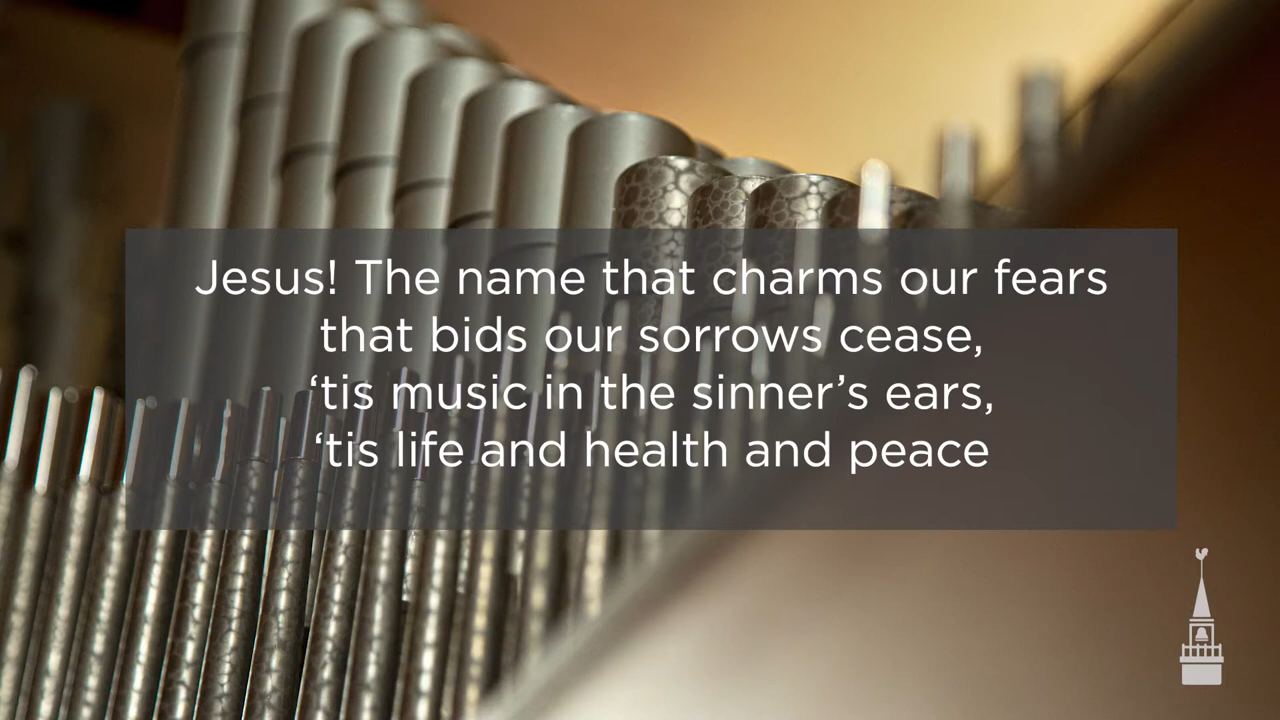 Jesus! The name that charms our fears
that bids our sorrows cease,
‘tis music in the sinner’s ears,
‘tis life and health and peace